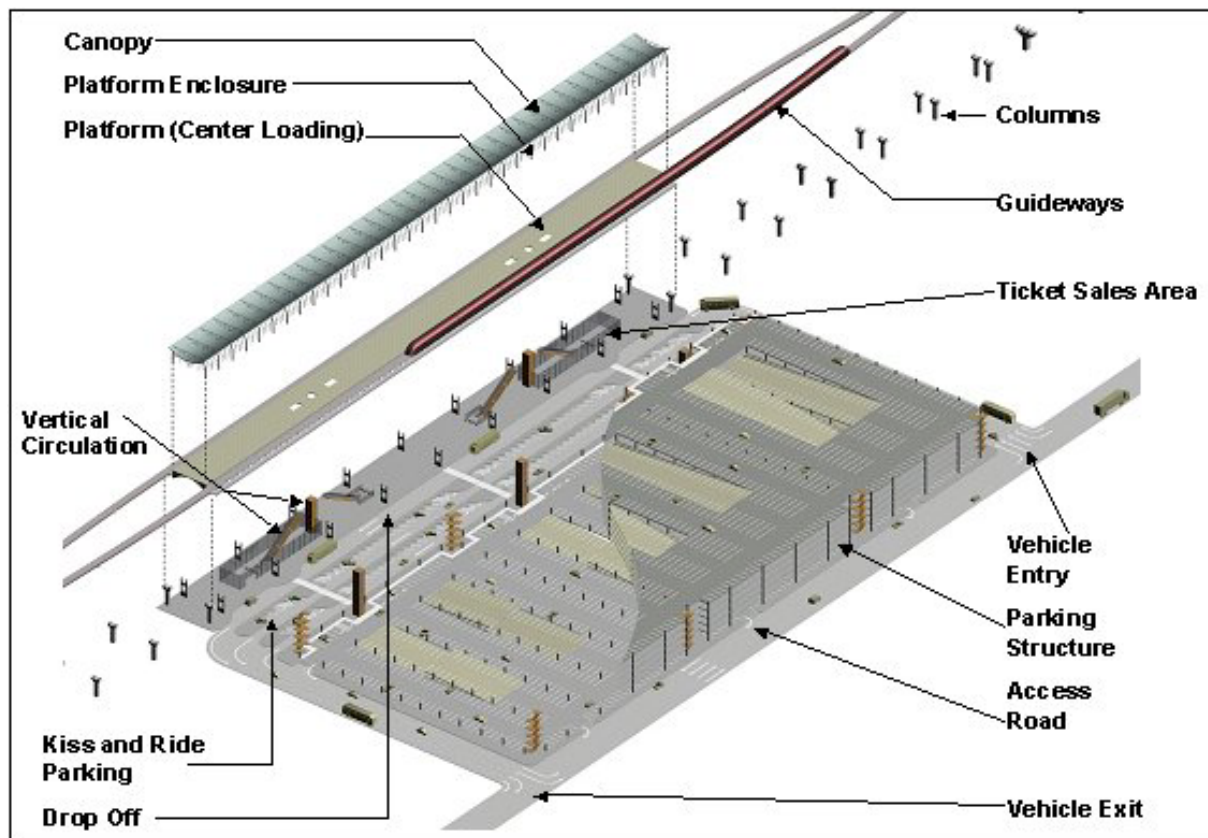 Canopy
Platform Enclosure
Platform (Center Loading)
Columns
Guideways
Ticket Sales Area
Vertical
Circulation
Vehicle
Entry
Parking
Structure
Access
Road
Kiss and Ride
Parking
Drop Off
Vehicle Exit